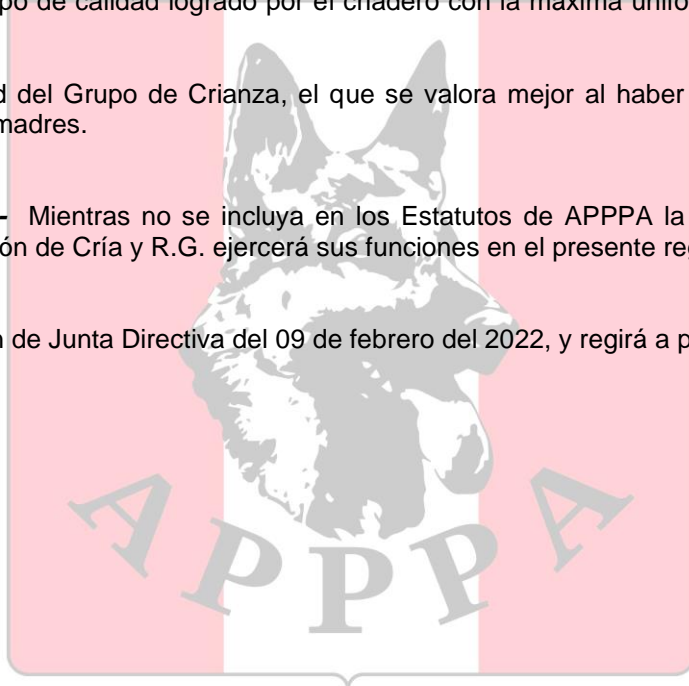 po de calidad logrado por el criadero con la máxima unifo
d del Grupo de Crianza, el que se valora mejor al haber
madres.
- Mientras no se incluya en los Estatutos de APPPA la
ón de Cría y R.G. ejercerá sus funciones en el presente reg
n de Junta Directiva del 09 de febrero del 2022, y regirá a p
APPPA